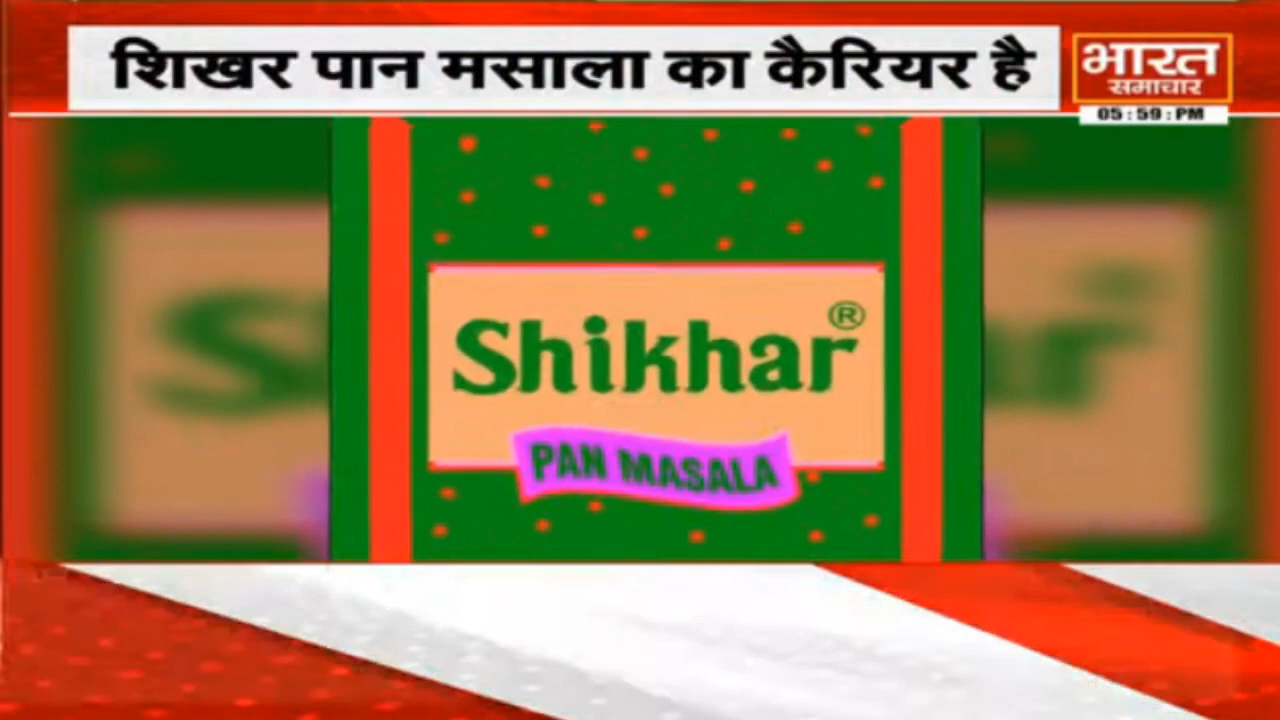 शिखर पान मसाला का कैरियर है
भारत
समाचार
05:59:PM
Shikhar®
PAN MASALA